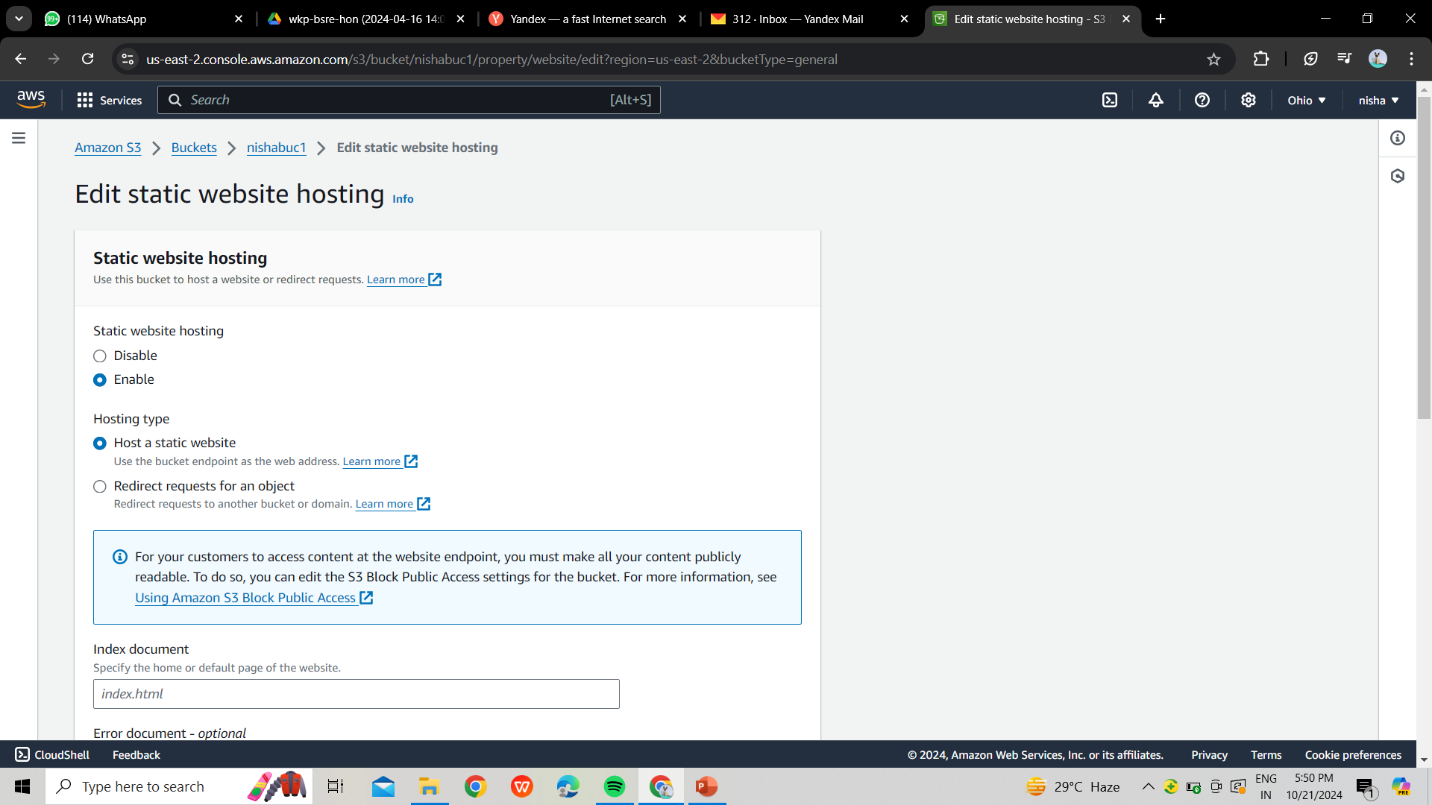 (114) WhatsApp
wkp-bsre-hon (2024-04-16 14:0
Yandex — a fast Internet search
312 · Inbox — Yandex Mail
Edit static website hosting - S3
us-east-2.console.aws.amazon.com/s3/bucket/nishabuc1/property/website/edit?region=us-east-2&bucketType=general
aws
Services
Search
[Alt+S]
Ohio
nisha
Amazon S3
Buckets
nishabuc1
Edit static website hosting
Edit static website hosting Info
Static website hosting
Use this bucket to host a website or redirect requests. Learn more
Static website hosting
Disable
Enable
Hosting type
Host a static website
Use the bucket endpoint as the web address. Learn more
Redirect requests for an object
Redirect requests to another bucket or domain. Learn more
For your customers to access content at the website endpoint, you must make all your content publicly
readable. To do so, you can edit the S3 Block Public Access settings for the bucket. For more information, see
Using Amazon S3 Block Public Access
Index document
Specify the home or default page of the website.
index.html
Error document - optional
CloudShell
Feedback
© 2024, Amazon Web Services, Inc. or its affiliates.
Privacy
Terms
Cookie preferences
Type here to search
29°C Haze
ENG
IN
5:50 PM
10/21/2024